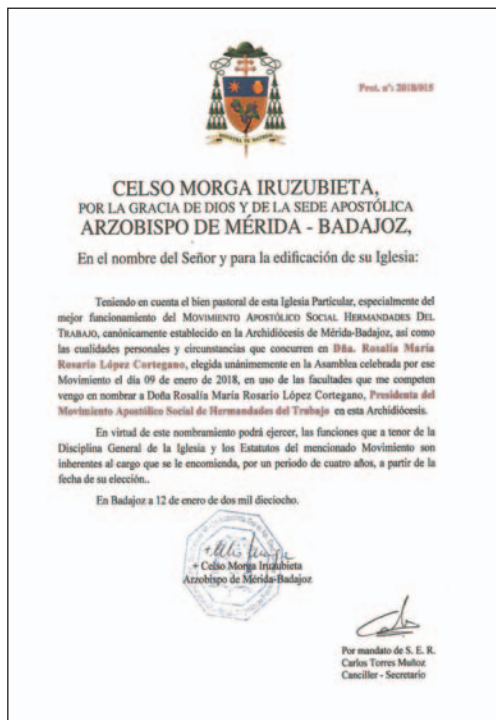 Prot. nº: 2018/015
CELSO MORGA IRUZUBIETA,
POR LA GRACIA DE DIOS Y DE LA SEDE APOSTÓLICA
ARZOBISPO DE MÉRIDA - BADAJOZ,
En el nombre del Señor y para la edificación de su Iglesia:
Teniendo en cuenta el bien pastoral de esta Iglesia Particular, especialmente del
mejor funcionamiento del MOVIMIENTO APOSTÓLICO SOCIAL HERMANDADES DEL
TRABAJO, canónicamente establecido en la Archidiócesis de Mérida-Badajoz, así como
las cualidades personales y circunstancias que concurren en Dña. Rosalía María
Rosario López Cortegano, elegida unánimemente en la Asamblea celebrada por ese
Movimiento el día 09 de enero de 2018, en uso de las facultades que me competen
vengo en nombrar a Doña Rosalía María Rosario López Cortegano, Presidenta del
Movimiento Apostólico Social de Hermandades del Trabajo en esta Archidiócesis.
En virtud de este nombramiento podrá ejercer, las funciones que a tenor de la
Disciplina General de la Iglesia y los Estatutos del mencionado Movimiento son
inherentes al cargo que se le encomienda, por un periodo de cuatro años, a partir de la
fecha de su elección..
En Badajoz a 12 de enero de dos mil dieciocho.
+ Celso Morga Iruzubieta
Arzobispo de Mérida-Badajoz
Por mandato de S. E. R.
Carlos Torres Muñoz
Canciller - Secretario